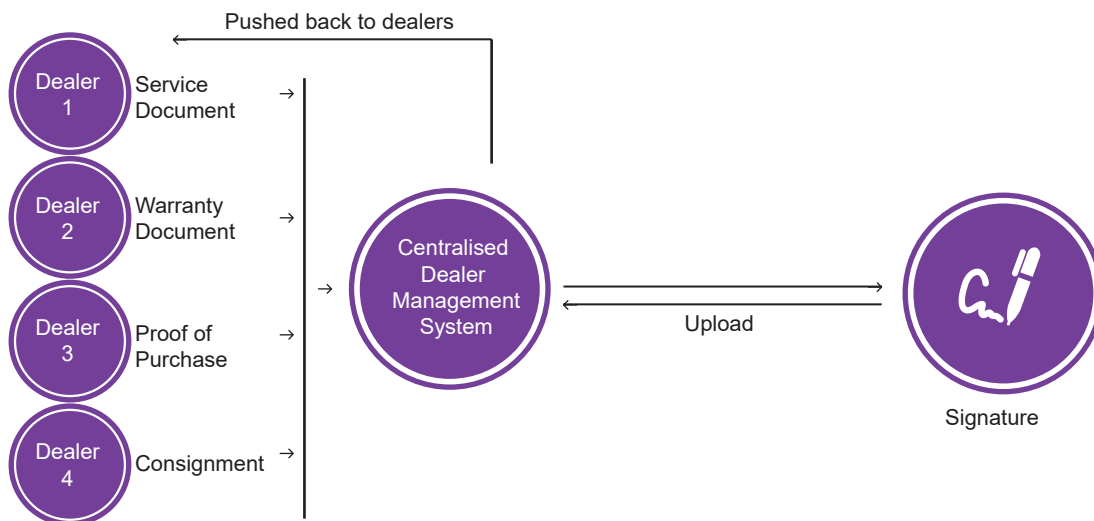 Pushed back to dealers
Dealer
1
Service
Document
Dealer
2
Warranty
Document
Dealer
3
Proof of
Purchase
Dealer
4
Consignment
Centralised
Dealer
Management
System
Upload
Signature